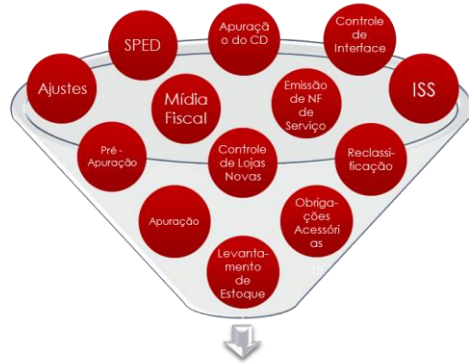 SPED
Apuraçã
o do CD
Controle
de
Interface
Ajustes
Mídia
Fiscal
Emissão
de NF
de
Serviço
ISS
Pré -
Apuração
Controle
de Lojas
Novas
Reclassi-
ficação
Apuração
Obriga-
ções
Acessóri
as
Levanta-
mento
de
Estoque